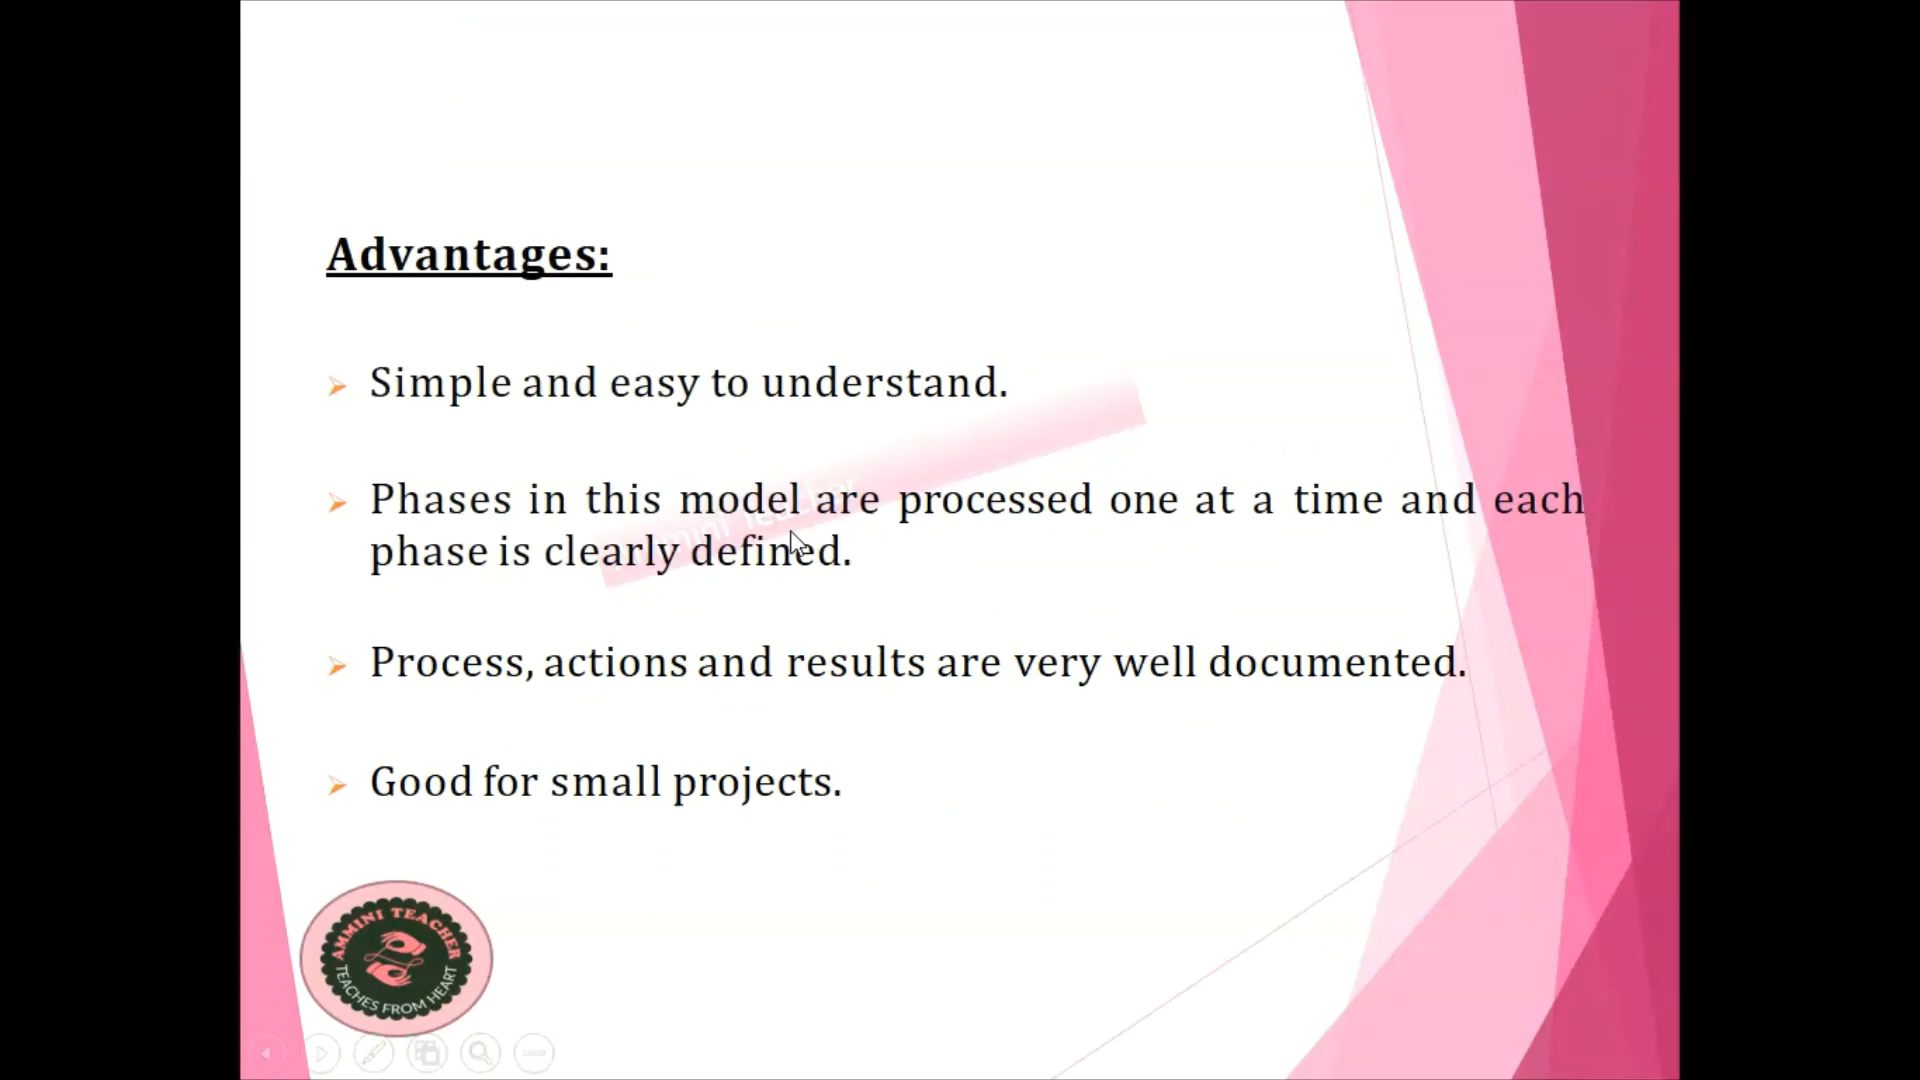 Advantages:
Simple and easy to understand.
Phases in this model are processed one at a time and each
phase is clearly defined.
Process, actions and results are very well documented.
Good for small projects.
AMMINI TEACHER
TEACHES FROM HEART